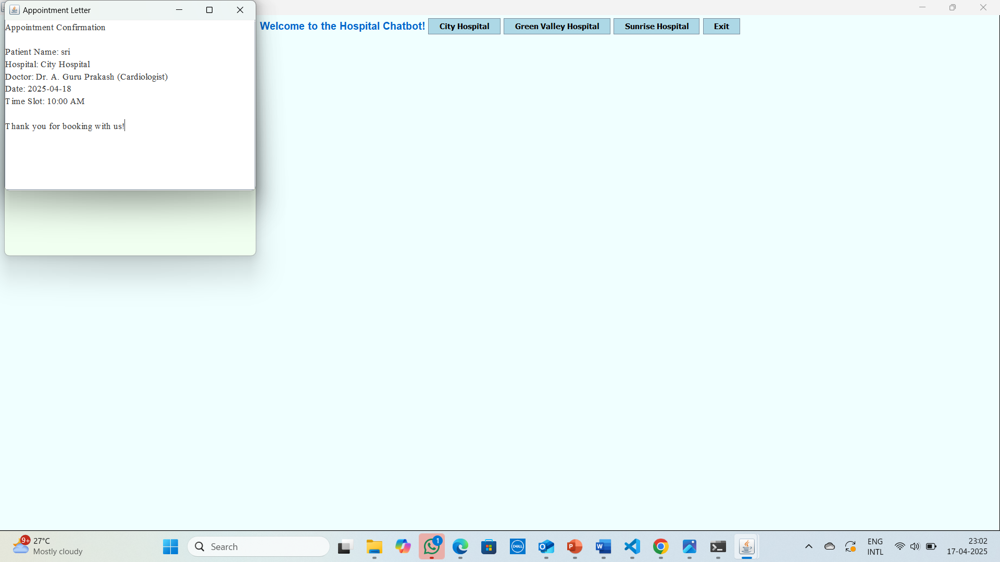 Appointment Letter
Appointment Confirmation
Patient Name: sri
Hospital: City Hospital
Doctor: Dr. A. Guru Prakash (Cardiologist)
Date: 2025-04-18
Time Slot: 10:00 AM
Thank you for booking with us!
Welcome to the Hospital Chatbot! City Hospital Green Valley Hospital Sunrise Hospital Exit
9+ 27°C
Mostly cloudy
Search
1
DELL
ENG
INTL
23:02
17-04-2025